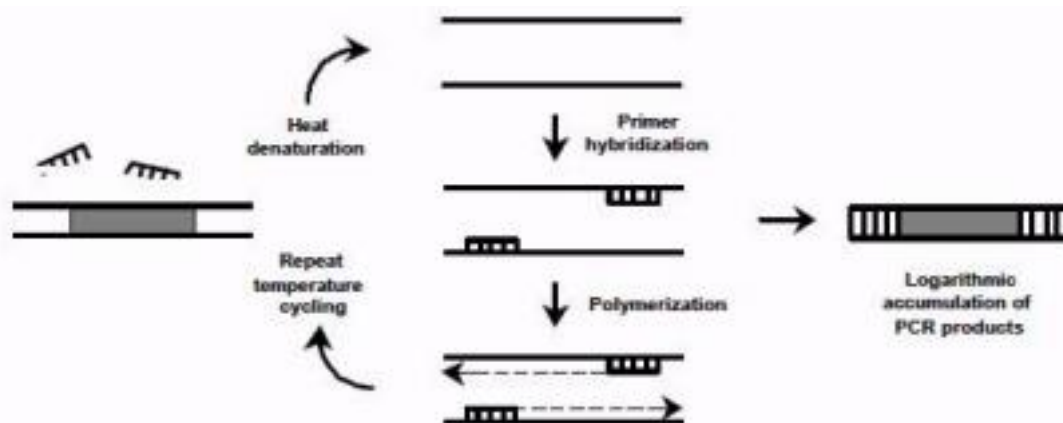 Heat
denaturation
Primer
hybridization
Repeat
temperature
cycling
Polymerization
Logarithmic
accumulation of
PCR products